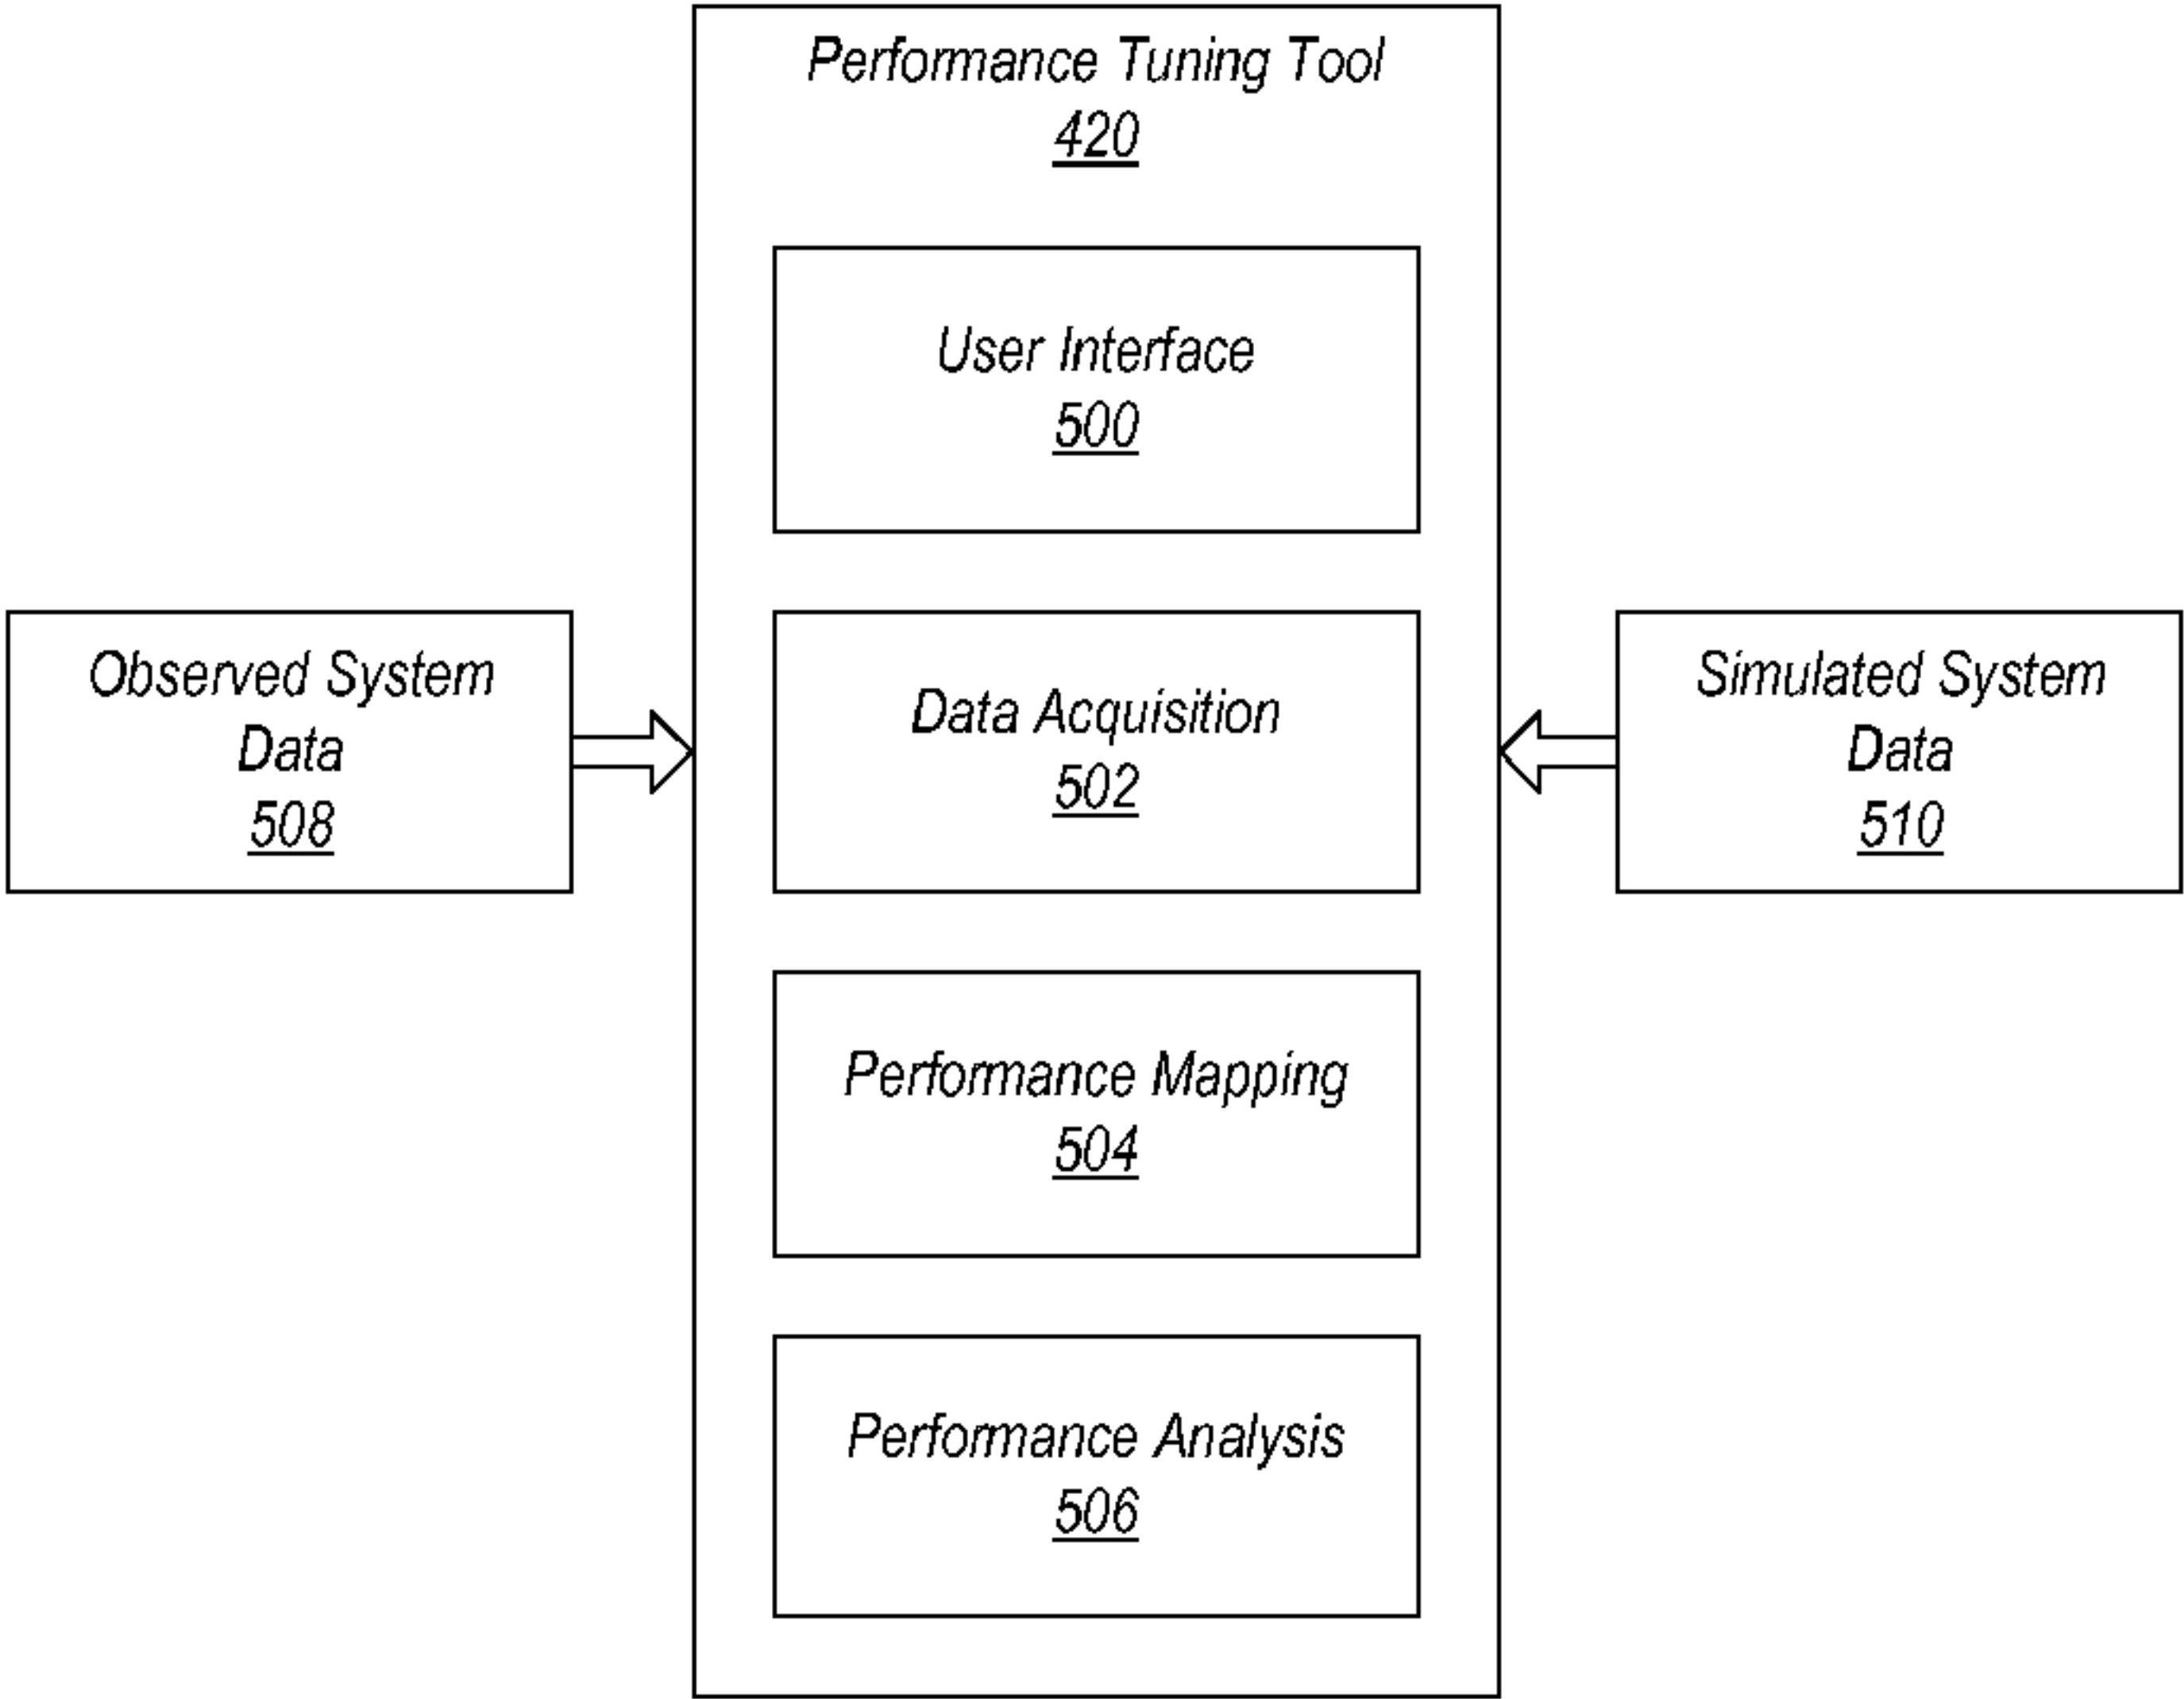 Performance Tuning Tool
420
User Interface
500
Observed System
Data
508
Data Acquisition
502
Simulated System
Data
510
Performance Mapping
504
Performance Analysis
506